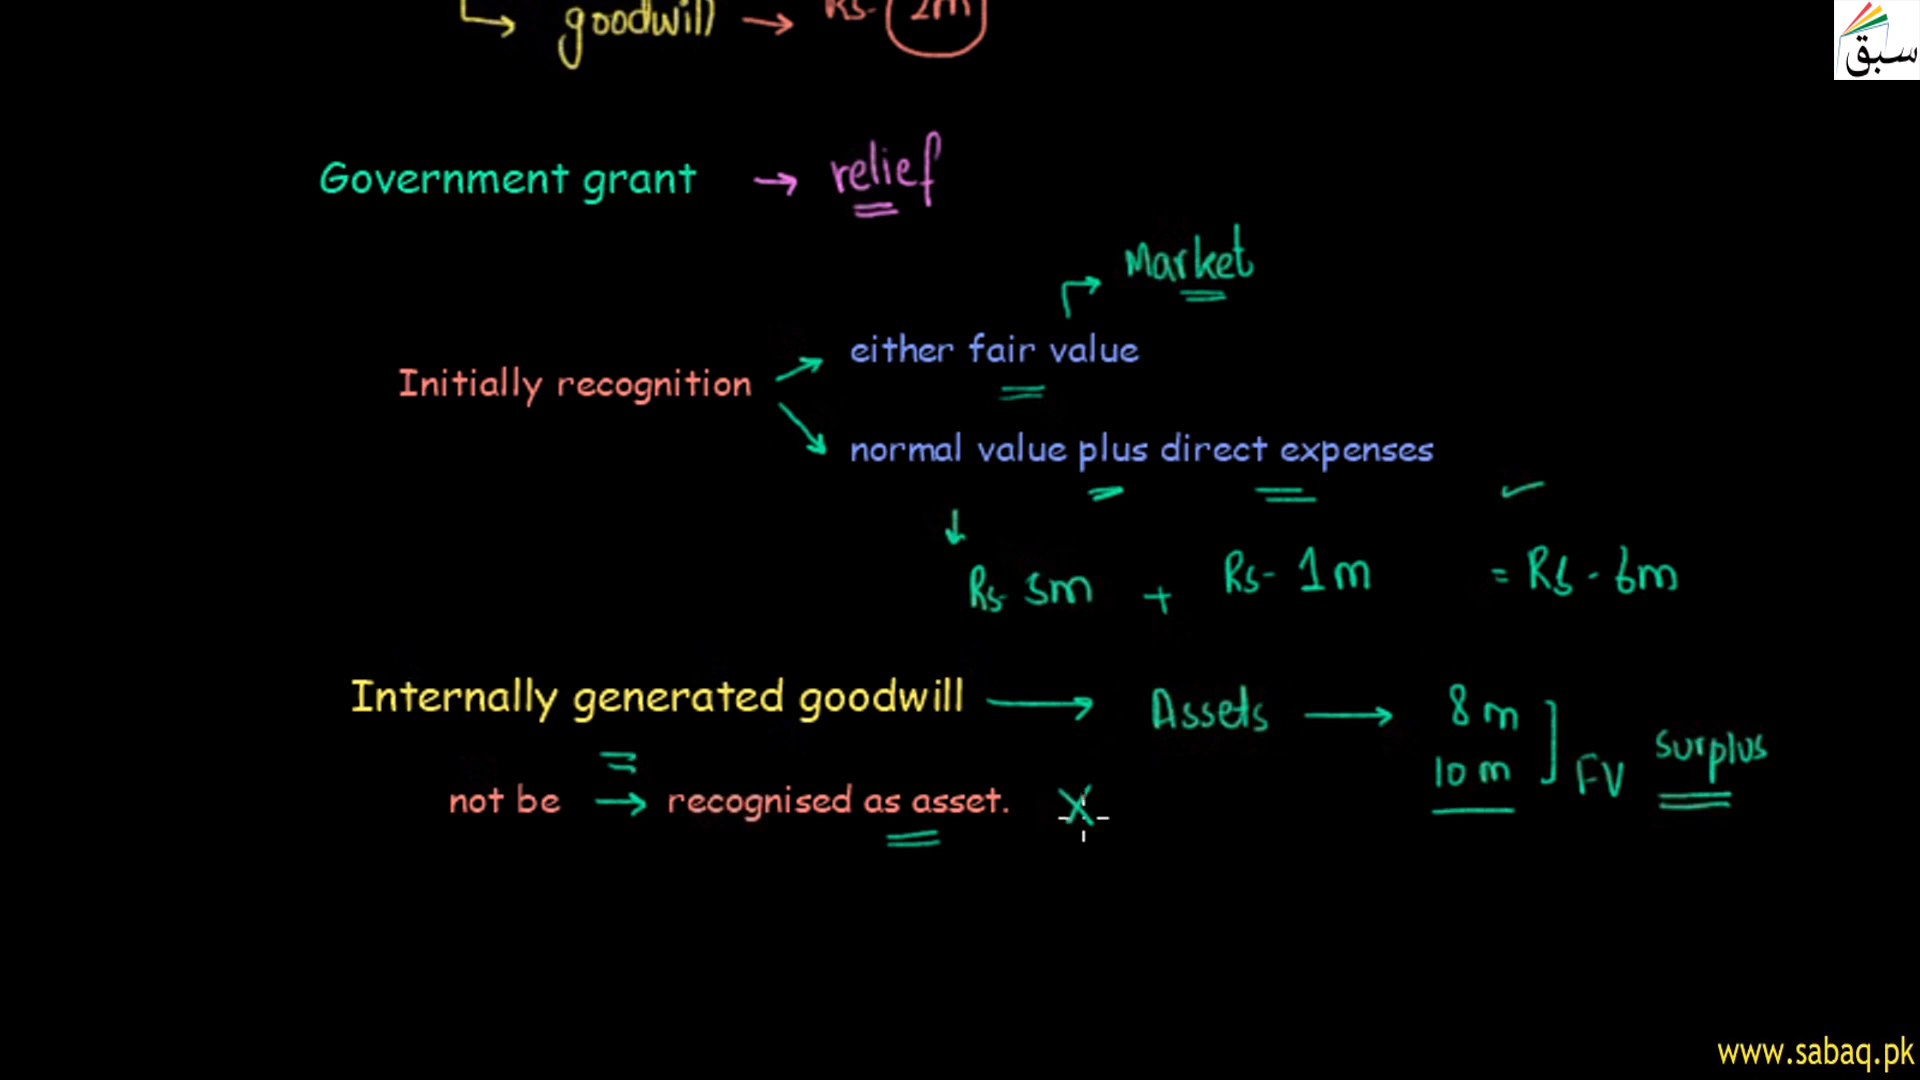 goodwill → Rs- 2m
سبق
Government grant → relief
Market
either fair value
Initially recognition
normal value plus direct expenses
Rs- 5m + Rs- 1m = Rs - 6m
Internally generated goodwill → Assets → 8m
10m FV surplus
not be → recognised as asset. X
www.sabaq.pk